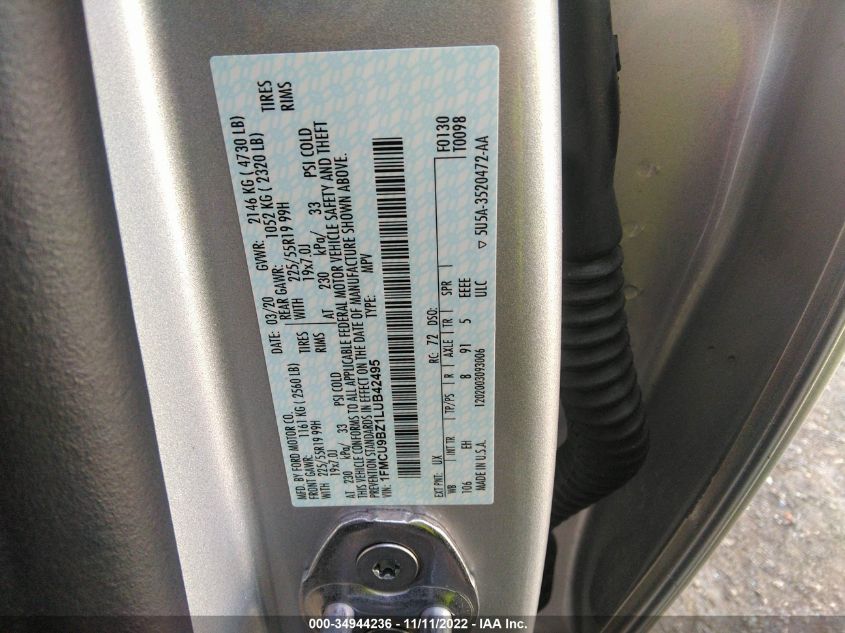 MFD. BY FORD MOTOR CO. DATE: 03/20 GVWR: 2146 KG ( 4730 LB)
FRONT GAWR: 1161 KG ( 2560 LB) REAR GAWR: 1052 KG ( 2320 LB)
WITH 225/55R19 99H TIRES WITH 225/55R19 99H TIRES
19x7.0J RIMS 19x7.0J RIMS
AT 230 kPa/ 33 PSI COLD AT 230 kPa/ 33 PSI COLD
THIS VEHICLE CONFORMS TO ALL APPLICABLE FEDERAL MOTOR VEHICLE SAFETY AND THEFT
PREVENTION STANDARDS IN EFFECT ON THE DATE OF MANUFACTURE SHOWN ABOVE.
VIN: 1FMCU9BZ1LUB42495 TYPE: MPV
F0130
T0098
EXT PNT: UX RC: 72 DSO:
WB INT TR TP/PS R AXLE TR SPR
106 EH 8 91 5 EEEE
1202003093006 ULC
MADE IN U.S.A. 5U5A-3520472-AA
000-34944236 - 11/11/2022 - IAA Inc.